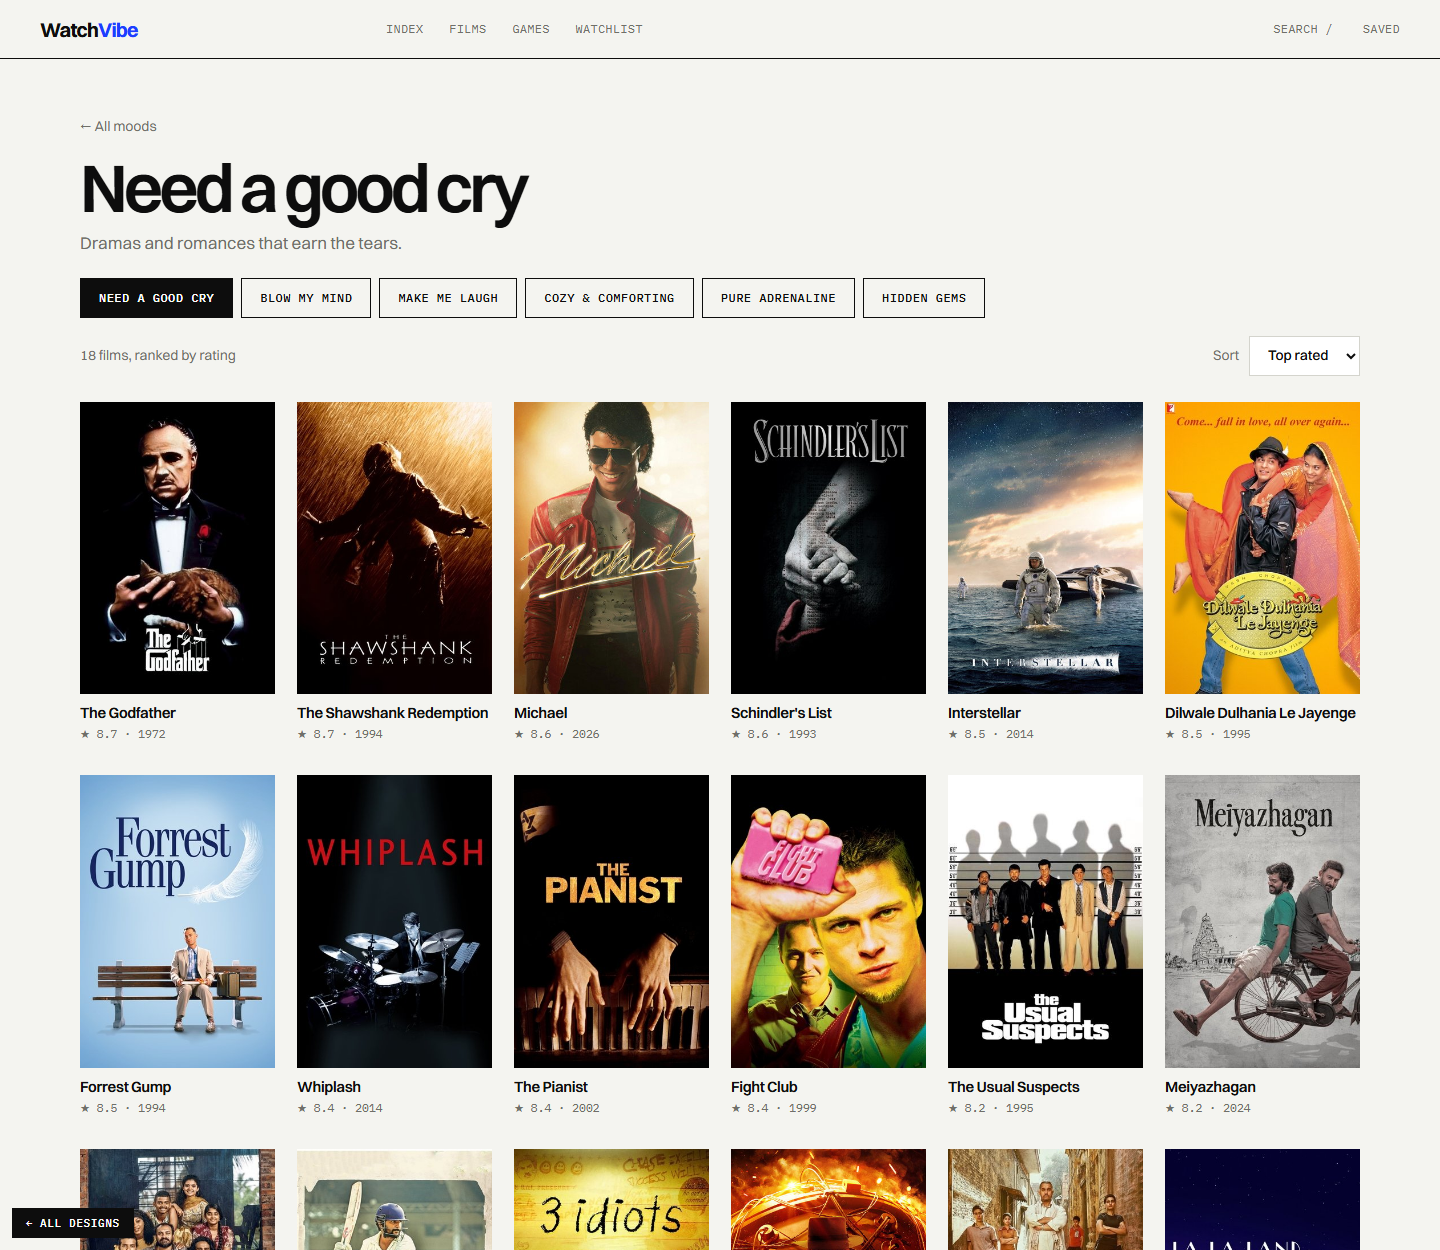 WatchVibe
INDEX FILMS GAMES WATCHLIST
SEARCH / SAVED
← All moods
Need a good cry
Dramas and romances that earn the tears.
NEED A GOOD CRY BLOW MY MIND MAKE ME LAUGH COZY & COMFORTING PURE ADRENALINE HIDDEN GEMS
18 films, ranked by rating
Sort Top rated
The Godfather
THE SHAWSHANK REDEMPTION
Michael
SCHINDLER'S LIST
INTERSTELLAR
Come... fall in love, all over again...
Dilwale Dulhania
Le Jayenge
The Godfather
★ 8.7 · 1972
The Shawshank Redemption
★ 8.7 · 1994
Michael
★ 8.6 · 2026
Schindler's List
★ 8.6 · 1993
Interstellar
★ 8.5 · 2014
Dilwale Dulhania Le Jayenge
★ 8.5 · 1995
Forrest
Gump
WHIPLASH
THE
PIANIST
FIGHT
CLUB
the
Usual
Suspects
Meiyazhagan
Forrest Gump
★ 8.5 · 1994
Whiplash
★ 8.4 · 2014
The Pianist
★ 8.4 · 2002
Fight Club
★ 8.4 · 1999
The Usual Suspects
★ 8.2 · 1995
Meiyazhagan
★ 8.2 · 2024
3 idiots
LA LA LAND
← ALL DESIGNS